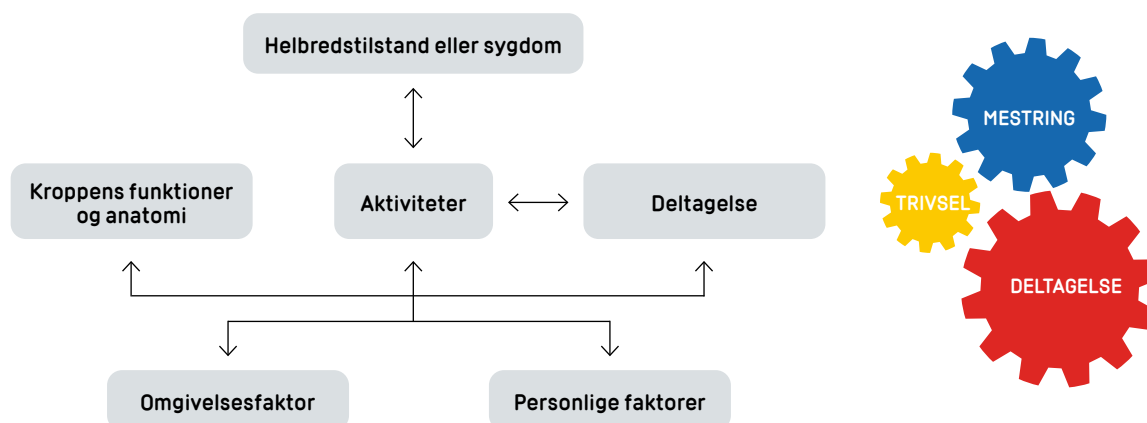 Helbredstilstand eller sygdom
MESTRING
Kroppens funktioner
og anatomi
Aktiviteter
Deltagelse
TRIVSEL
DELTAGELSE
Omgivelsesfaktor
Personlige faktorer